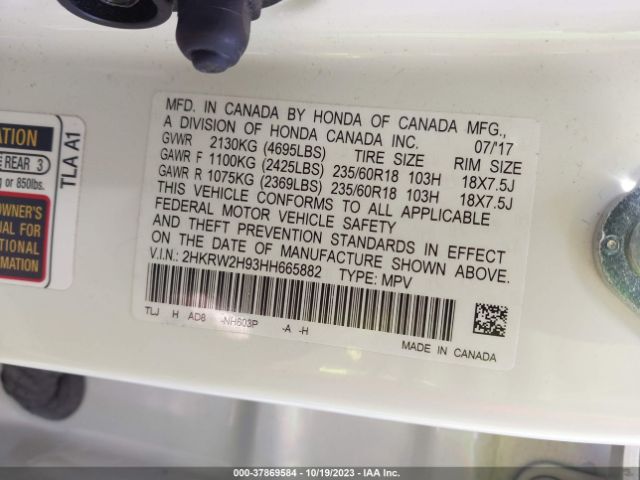 MFD. IN CANADA BY HONDA OF CANADA MFG.,
A DIVISION OF HONDA CANADA INC. 07/'17
GVWR 2130KG (4695LBS) TIRE SIZE RIM SIZE
GAWR F 1100KG (2425LBS) 235/60R18 103H 18X7.5J
GAWR R 1075KG (2369LBS) 235/60R18 103H 18X7.5J
THIS VEHICLE CONFORMS TO ALL APPLICABLE
FEDERAL MOTOR VEHICLE SAFETY
AND THEFT PREVENTION STANDARDS IN EFFECT
ON THE DATE OF MANUFACTURE SHOWN ABOVE.
V.I.N.: 2HKRW2H93HH665882 TYPE: MPV
TLJ H AD8 -NH603P -A -H
MADE IN CANADA
ATION
REAR 3
g or 850lbs.
OWNER'S
UAL FOR
TIONAL
RMATION
TLA A1
000-37869584 - 10/19/2023 - IAA Inc.